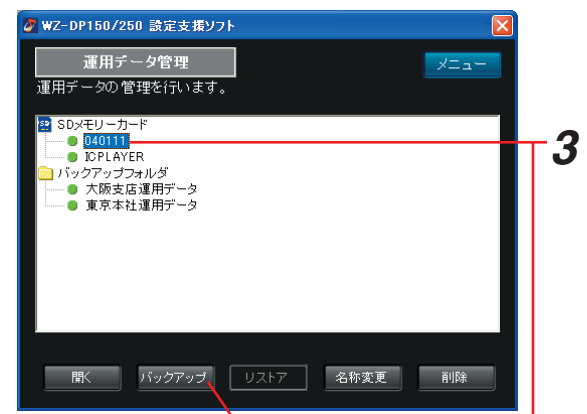 WZ-DP150/250 設定支援ソフト
運用データ管理
メニュー
運用データの管理を行います。
SDメモリーカード
040111
3
ICPLAYER
バックアップフォルダ
大阪支店運用データ
東京本社運用データ
開く
バックアップ
リストア
名称変更
削除